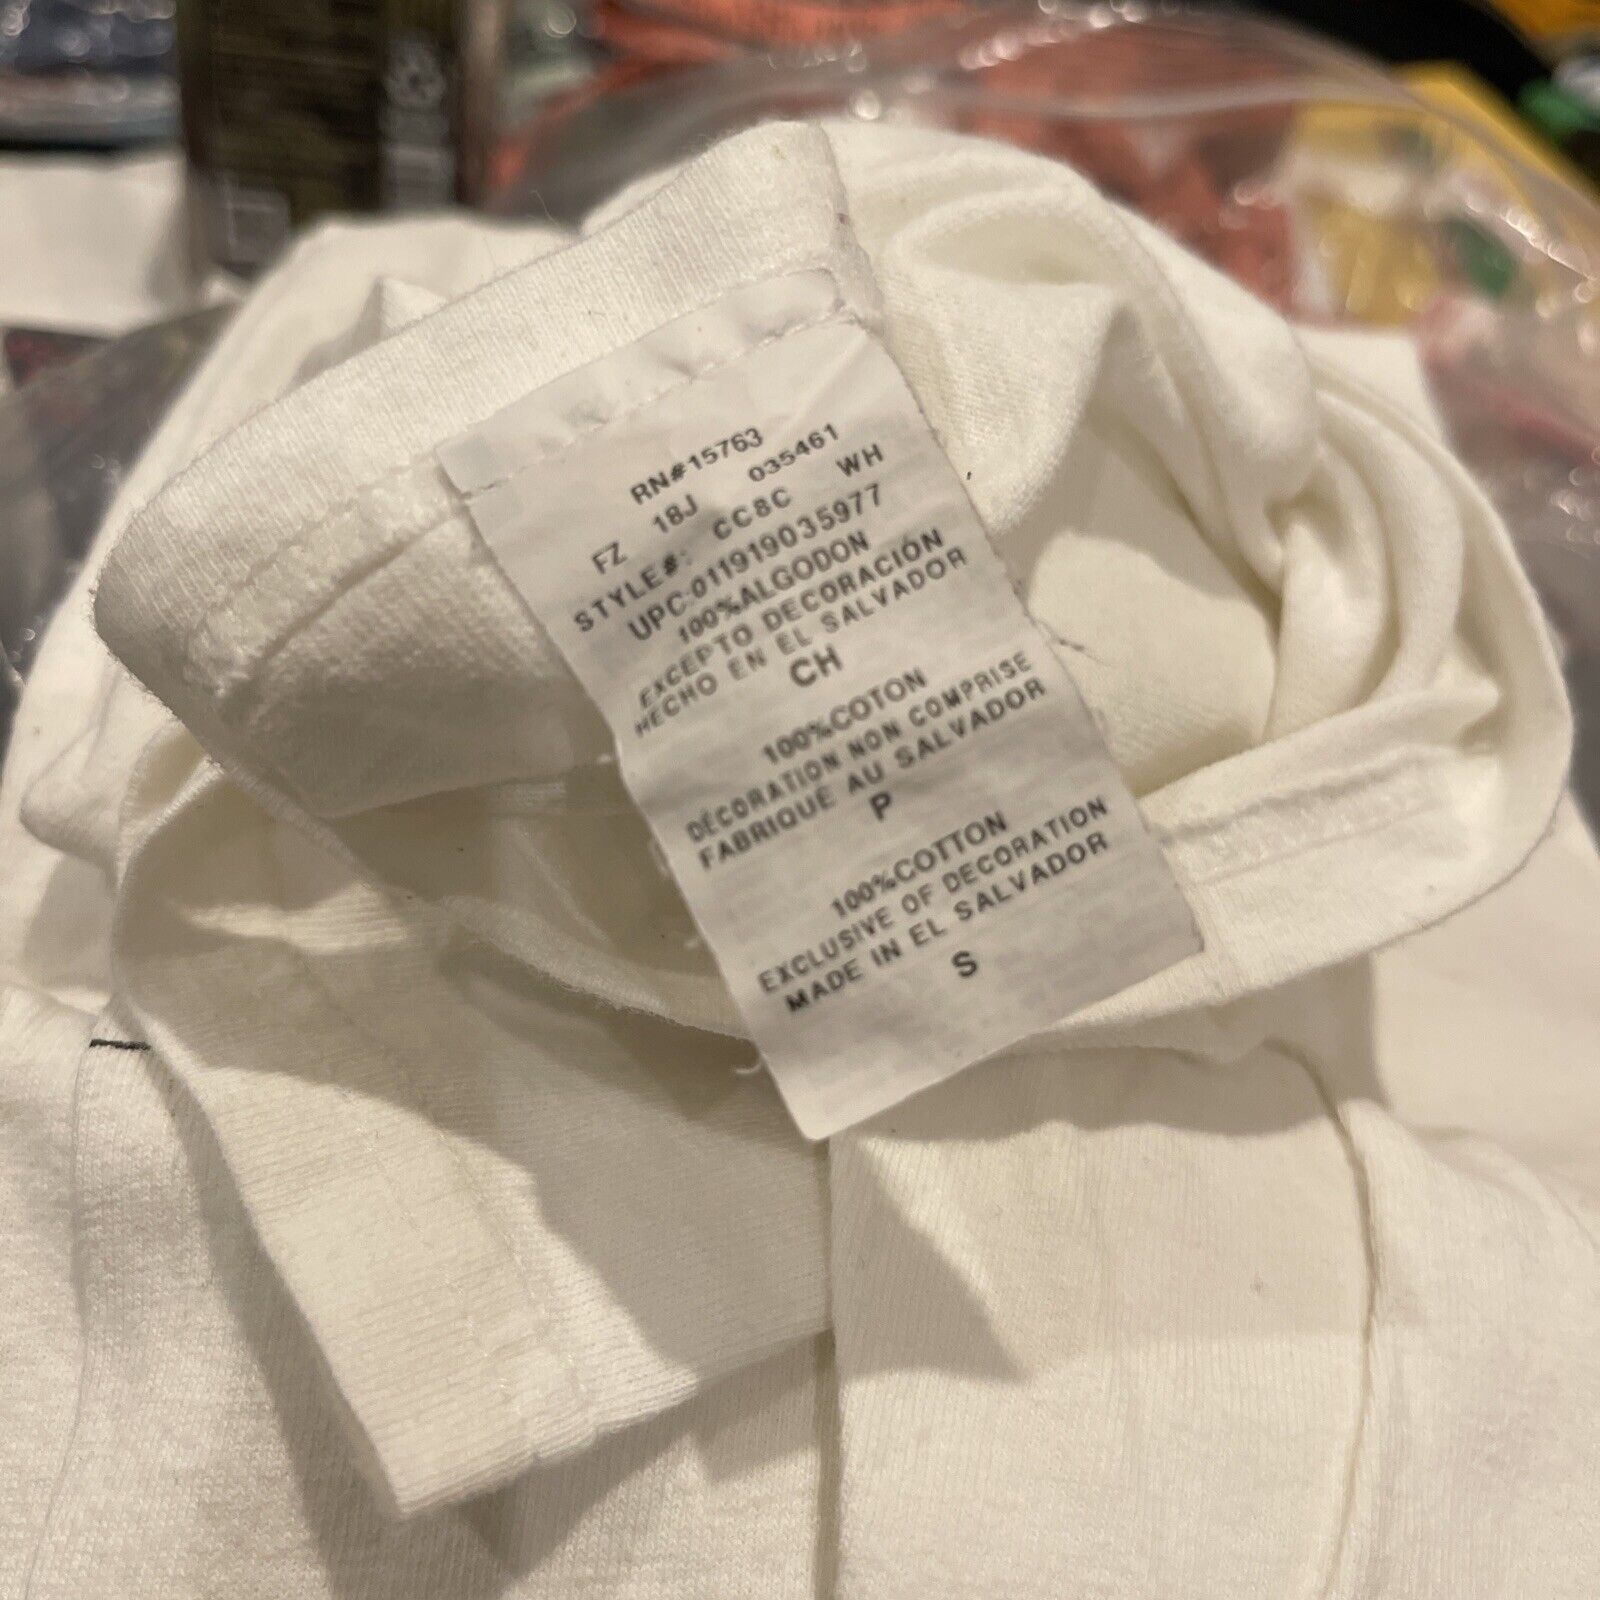 RN#15763
FZ 18J 035461
STYLE#: CC8C WH
UPC-011919035977
100%ALGODON
EXCEPTO DECORACIÓN
HECHO EN EL SALVADOR
CH
100%COTON
DÉCORATION NON COMPRISE
FABRIQUÉ AU SALVADOR
P
100%COTTON
EXCLUSIVE OF DECORATION
MADE IN EL SALVADOR
S